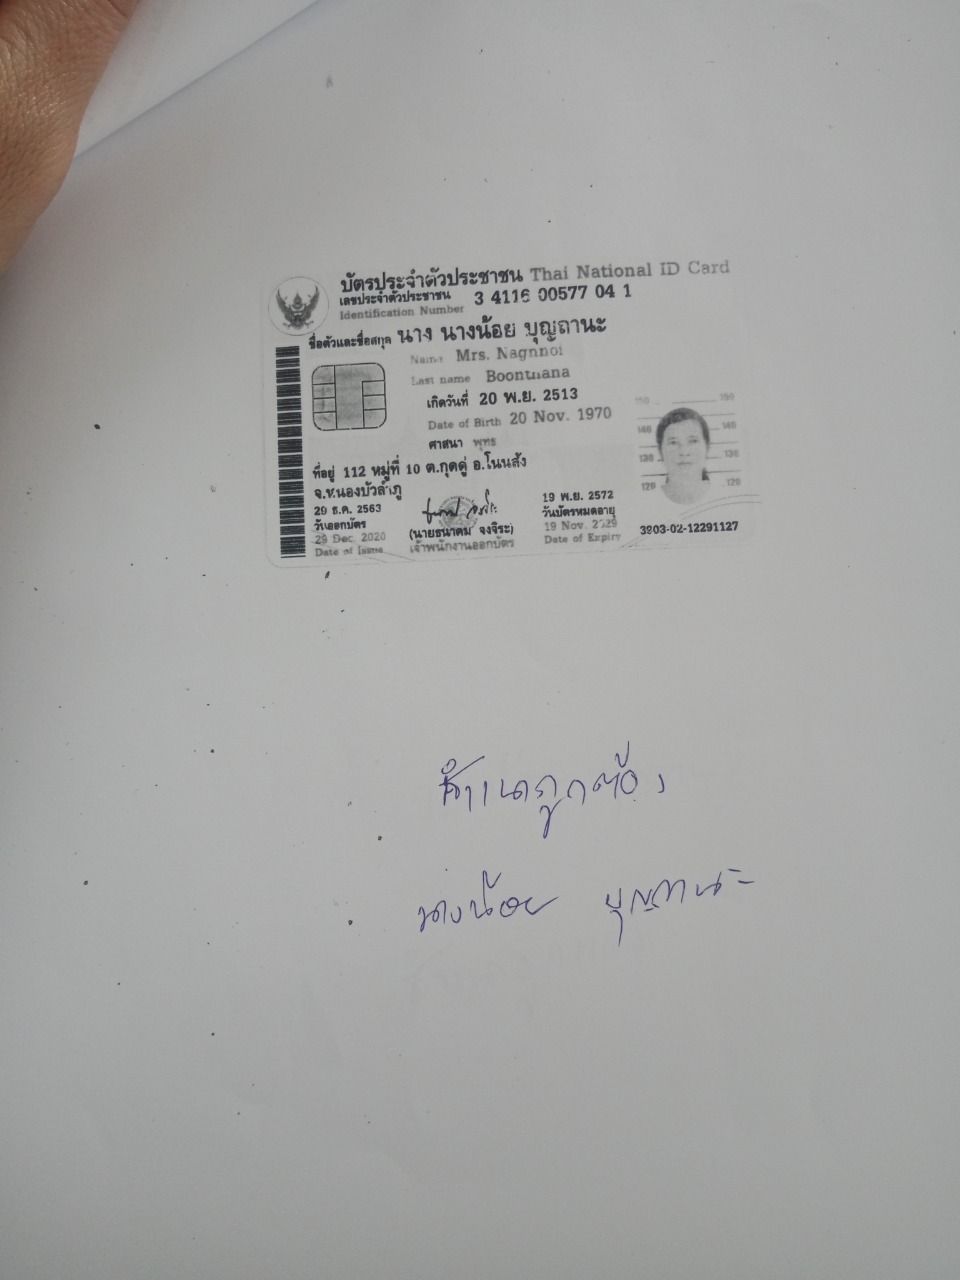 บัตรประจำตัวประชาชน Thai National ID Card
เลขประจำตัวประชาชน 3 4116 00577 04 1
Identification Number
ชื่อตัวและชื่อสกุล นาง นางน้อย บุญถานะ
Name Mrs. Nagnnoi
Last name Boonthana
เกิดวันที่ 20 พ.ย. 2513
Date of Birth 20 Nov. 1970
ศาสนา พุทธ
ที่อยู่ 112 หมู่ที่ 10 ต.กุดดู่ อ.โนนสัง
จ.หนองบัวลำภู
29 ธ.ค. 2563
วันออกบัตร
29 Dec. 2020
Date of Issue
(นายธนาคม จงจิระ)
เจ้าพนักงานออกบัตร
19 พ.ย. 2572
วันบัตรหมดอายุ
19 Nov. 2529
Date of Expiry
150 150
140 140
130 130
120 120
3903-02-12291127
สำเนาถูกต้อง
นางน้อย บุญถานะ